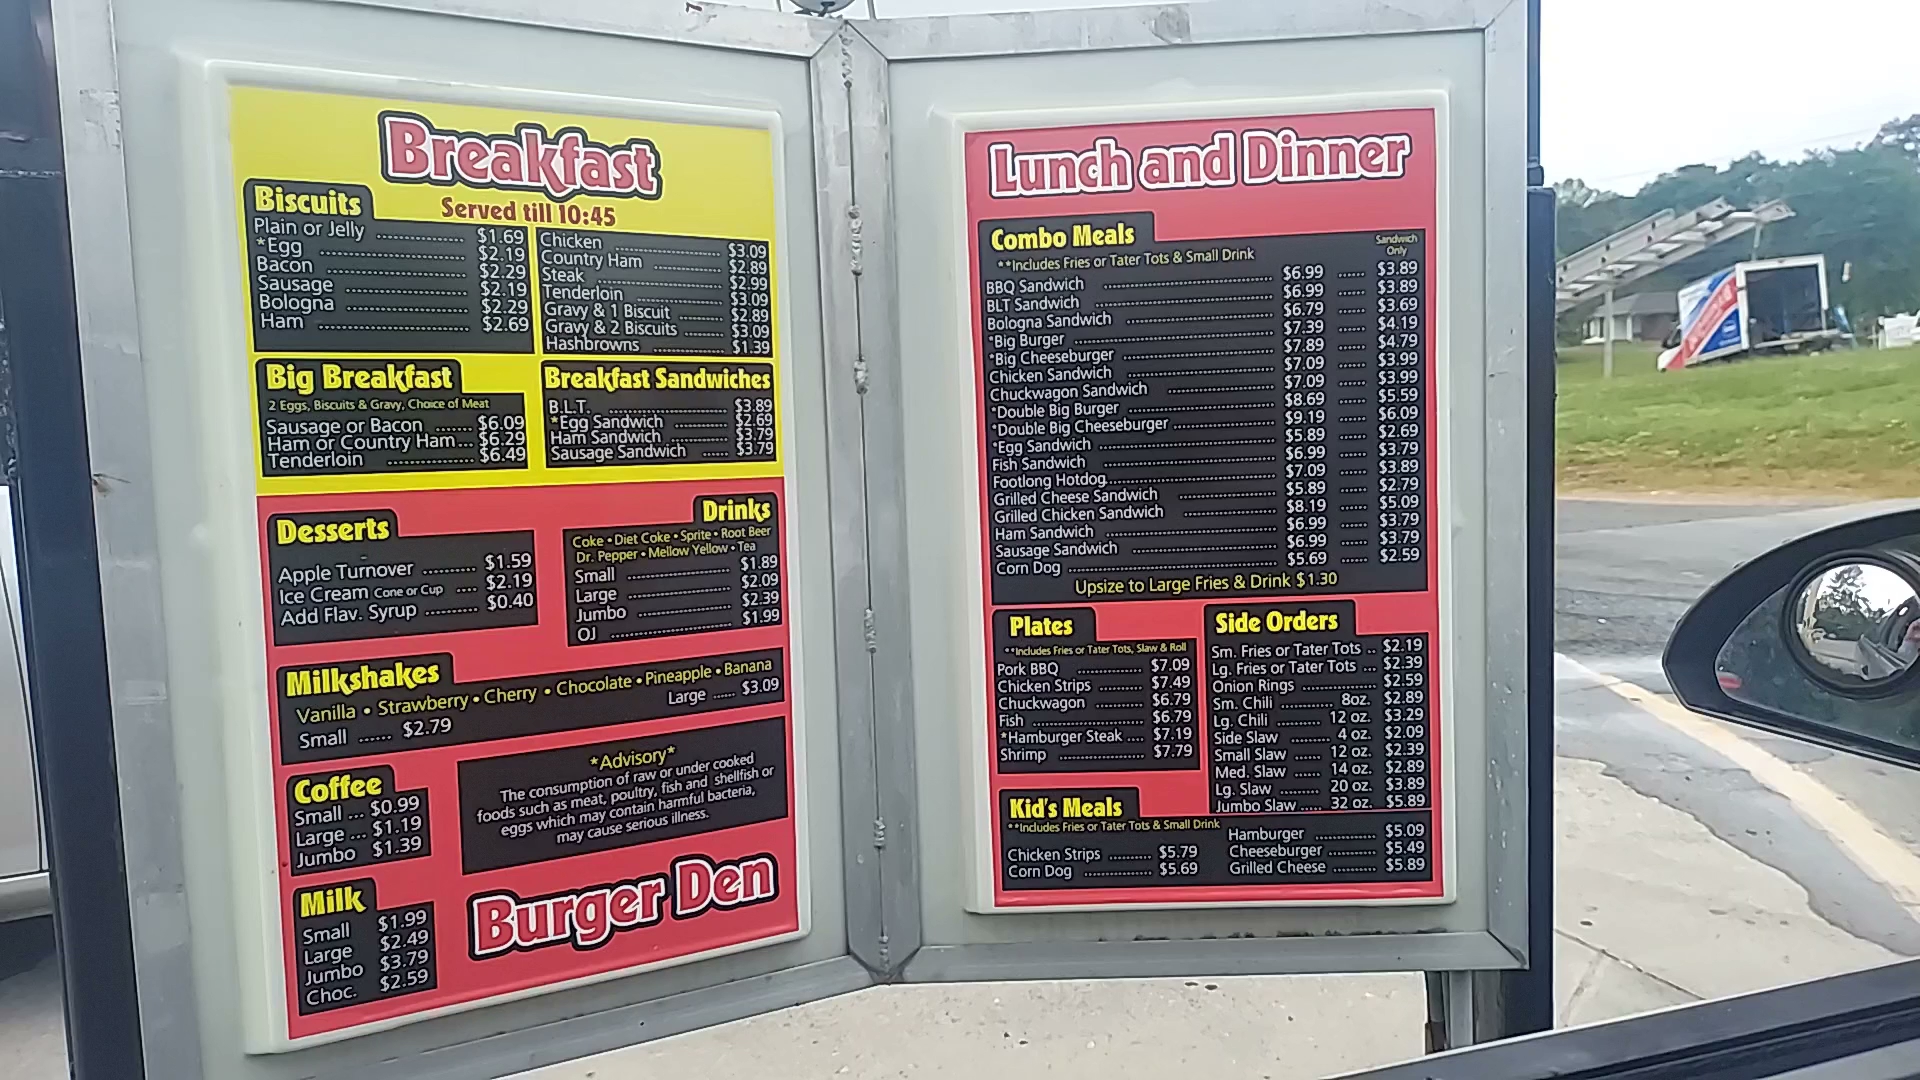 Breakfast
Served till 10:45
Biscuits
Plain or Jelly ........ $1.69
*Egg ........ $2.19
Bacon ........ $2.29
Sausage ........ $2.19
Bologna ........ $2.29
Ham ........ $2.69
Chicken ........ $3.09
Country Ham ........ $2.89
Steak ........ $2.99
Tenderloin ........ $3.09
Gravy & 1 Biscuit ........ $2.89
Gravy & 2 Biscuits ........ $3.09
Hashbrowns ........ $1.39
Big Breakfast
2 Eggs, Biscuits & Gravy, Choice of Meat
Sausage or Bacon ........ $6.09
Ham or Country Ham ... $6.29
Tenderloin ........ $6.49
Breakfast Sandwiches
B.L.T. ........ $3.89
*Egg Sandwich ........ $2.69
Ham Sandwich ........ $3.79
Sausage Sandwich ...... $3.79
Desserts
Apple Turnover .......... $1.59
Ice Cream Cone or Cup .... $2.19
Add Flav. Syrup .......... $0.40
Drinks
Coke • Diet Coke • Sprite • Root Beer
Dr. Pepper • Mellow Yellow • Tea
Small ........ $1.89
Large ........ $2.09
Jumbo ........ $2.39
OJ ........ $1.99
Milkshakes
Vanilla • Strawberry • Cherry • Chocolate • Pineapple • Banana
Small ...... $2.79 Large ...... $3.09
Coffee
Small ... $0.99
Large ... $1.19
Jumbo $1.39
*Advisory*
The consumption of raw or under cooked
foods such as meat, poultry, fish and shellfish or
eggs which may contain harmful bacteria,
may cause serious illness.
Milk
Small $1.99
Large $2.49
Jumbo $3.79
Choc. $2.59
Burger Den
Lunch and Dinner
Combo Meals
**Includes Fries or Tater Tots & Small Drink
Sandwich
Only
BBQ Sandwich ........ $6.99 ...... $3.89
BLT Sandwich ........ $6.99 ...... $3.89
Bologna Sandwich ........ $6.79 ...... $3.69
*Big Burger ........ $7.39 ...... $4.19
*Big Cheeseburger ........ $7.89 ...... $4.79
Chicken Sandwich ........ $7.09 ...... $3.99
Chuckwagon Sandwich ........ $7.09 ...... $3.99
*Double Big Burger ........ $8.69 ...... $5.59
*Double Big Cheeseburger ........ $9.19 ...... $6.09
*Egg Sandwich ........ $5.89 ...... $2.69
Fish Sandwich ........ $6.99 ...... $3.79
Footlong Hotdog ........ $7.09 ...... $3.89
Grilled Cheese Sandwich ........ $5.89 ...... $2.79
Grilled Chicken Sandwich ........ $8.19 ...... $5.09
Ham Sandwich ........ $6.99 ...... $3.79
Sausage Sandwich ........ $6.99 ...... $3.79
Corn Dog ........ $5.69 ...... $2.59
Upsize to Large Fries & Drink $1.30
Plates
**Includes Fries or Tater Tots, Slaw & Roll
Pork BBQ ........ $7.09
Chicken Strips ........ $7.49
Chuckwagon ........ $6.79
Fish ........ $6.79
*Hamburger Steak .... $7.19
Shrimp ........ $7.79
Side Orders
Sm. Fries or Tater Tots .. $2.19
Lg. Fries or Tater Tots ... $2.39
Onion Rings ........ $2.59
Sm. Chili ........ 8oz. $2.89
Lg. Chili ........ 12 oz. $3.29
Side Slaw ........ 4 oz. $2.09
Small Slaw ...... 12 oz. $2.39
Med. Slaw ...... 14 oz. $2.89
Lg. Slaw ........ 20 oz. $3.89
Jumbo Slaw ..... 32 oz. $5.89
Kid's Meals
**Includes Fries or Tater Tots & Small Drink
Chicken Strips .......... $5.79
Corn Dog ........ $5.69
Hamburger ........ $5.09
Cheeseburger ........ $5.49
Grilled Cheese .......... $5.89